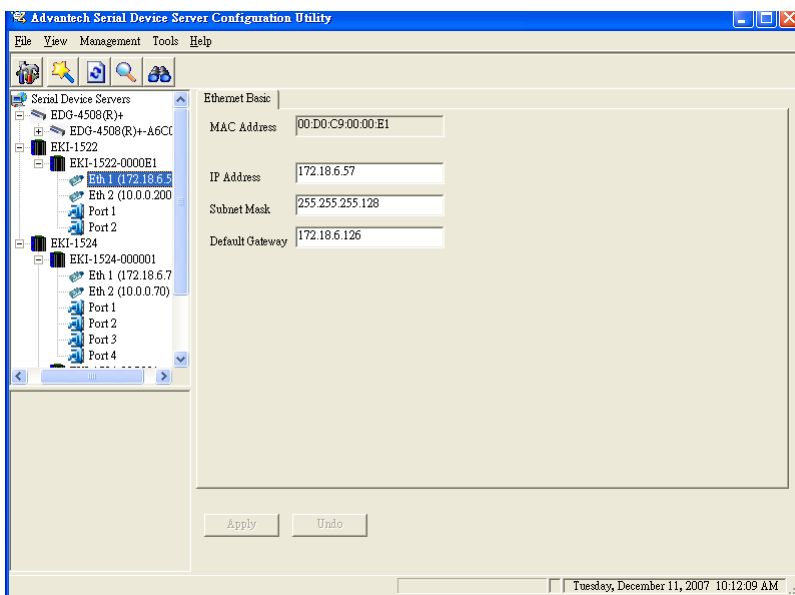 Advantech Serial Device Server Configuration Utility
File View Management Tools Help
Serial Device Servers
EDG-4508(R)+
EDG-4508(R)+-A6C(
EKI-1522
EKI-1522-0000E1
Eth 1 (172.18.6.5
Eth 2 (10.0.0.200
Port 1
Port 2
EKI-1524
EKI-1524-000001
Eth 1 (172.18.6.7
Eth 2 (10.0.0.70)
Port 1
Port 2
Port 3
Port 4
Ethernet Basic
MAC Address 00:D0:C9:00:00:E1
IP Address 172.18.6.57
Subnet Mask 255.255.255.128
Default Gateway 172.18.6.126
Apply Undo
Tuesday, December 11, 2007 10:12:09 AM